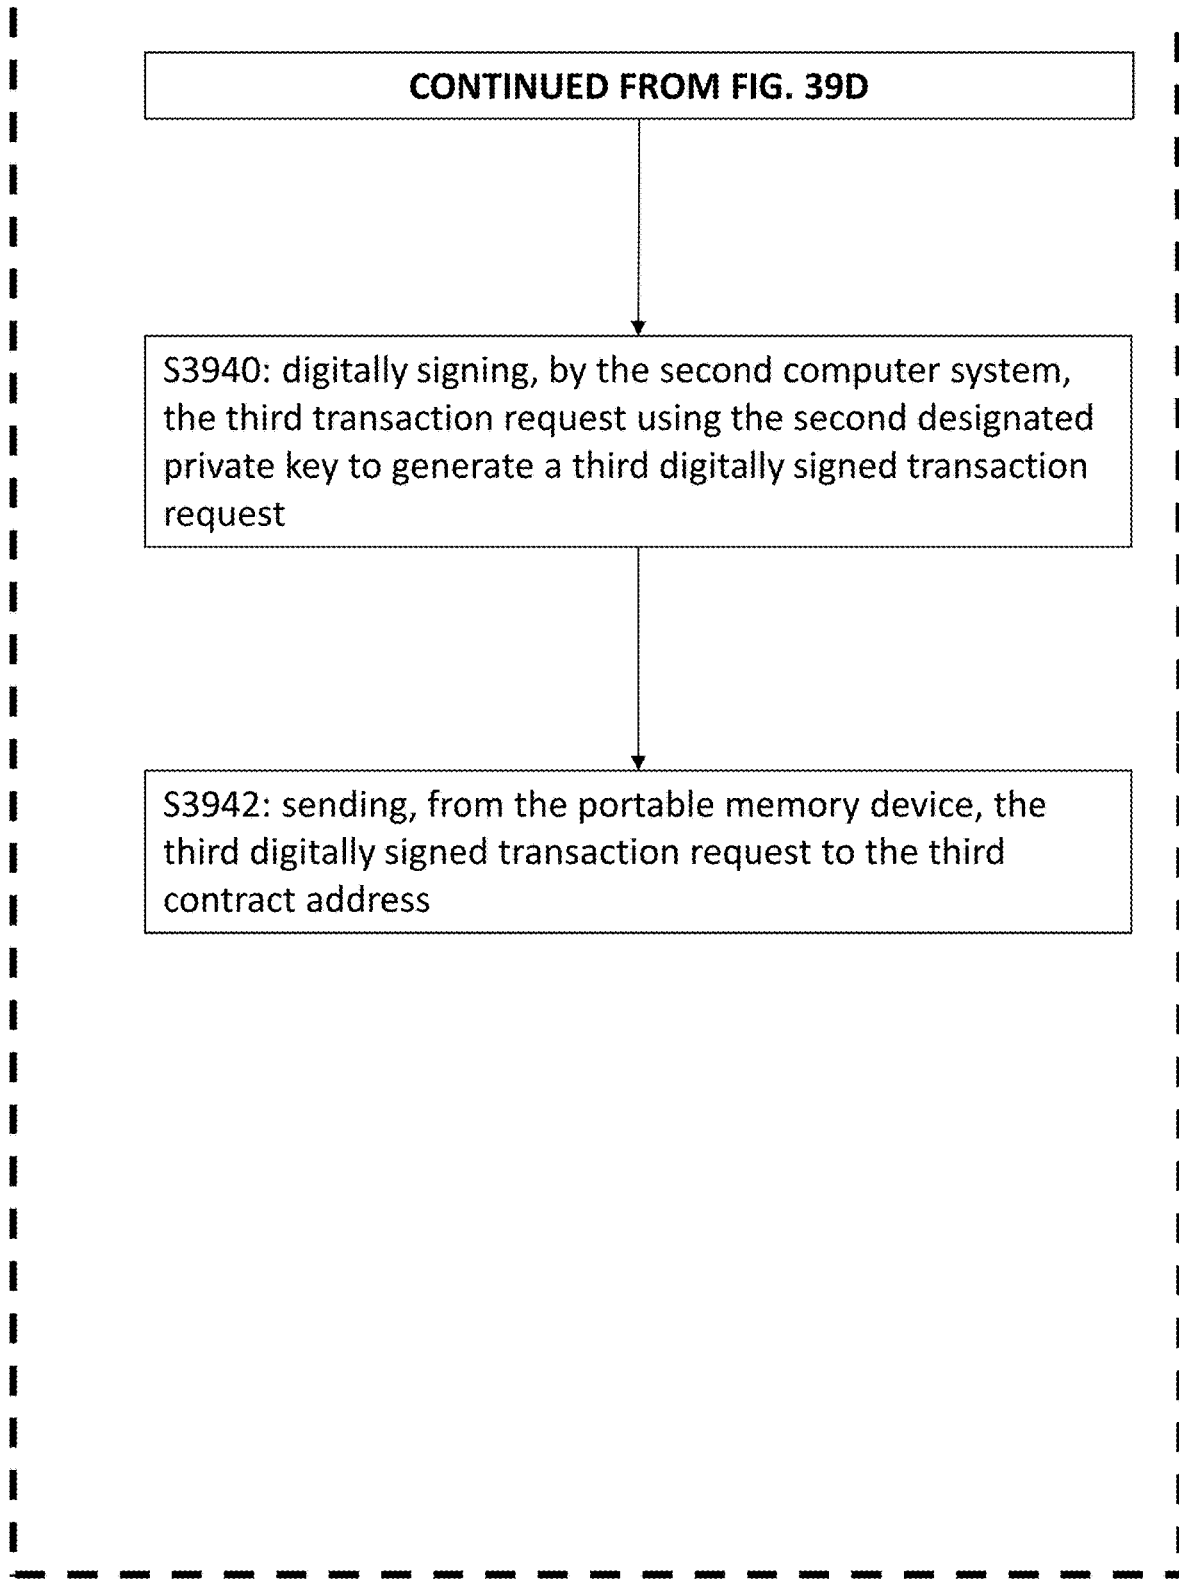 CONTINUED FROM FIG. 39D
S3940: digitally signing, by the second computer system,
the third transaction request using the second designated
private key to generate a third digitally signed transaction
request
S3942: sending, from the portable memory device, the
third digitally signed transaction request to the third
contract address